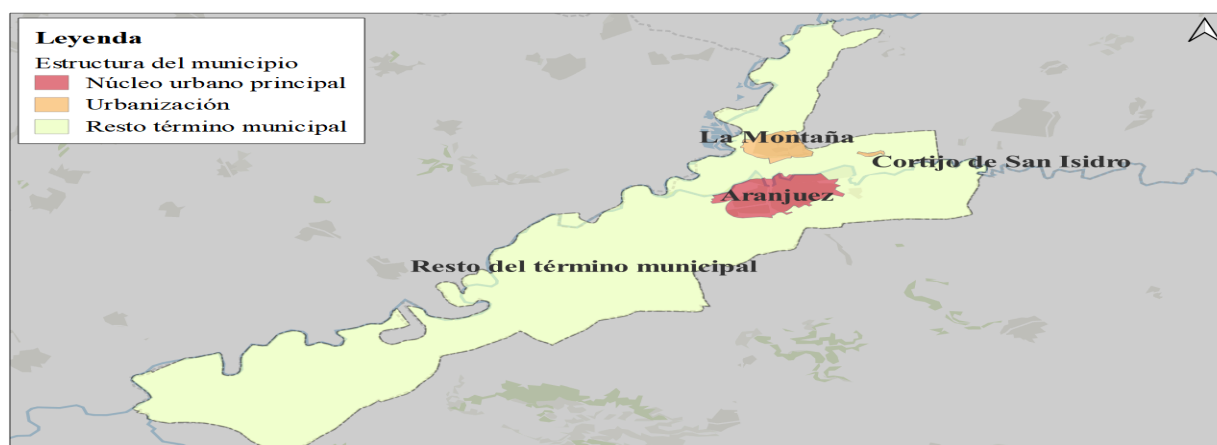 Leyenda
Estructura del municipio
Núcleo urbano principal
Urbanización
Resto término municipal
La Montaña
Cortijo de San Isidro
Aranjuez
Resto del término municipal